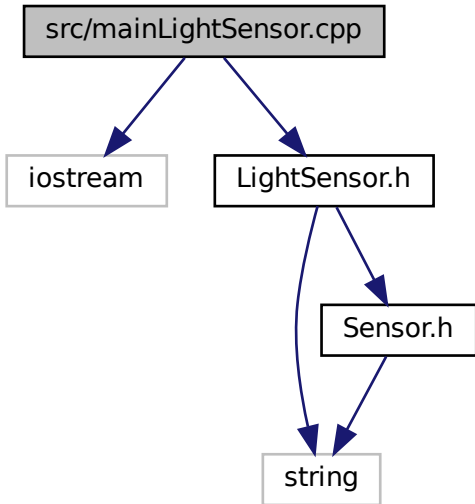 src/mainLightSensor.cpp
iostream
LightSensor.h
Sensor.h
string